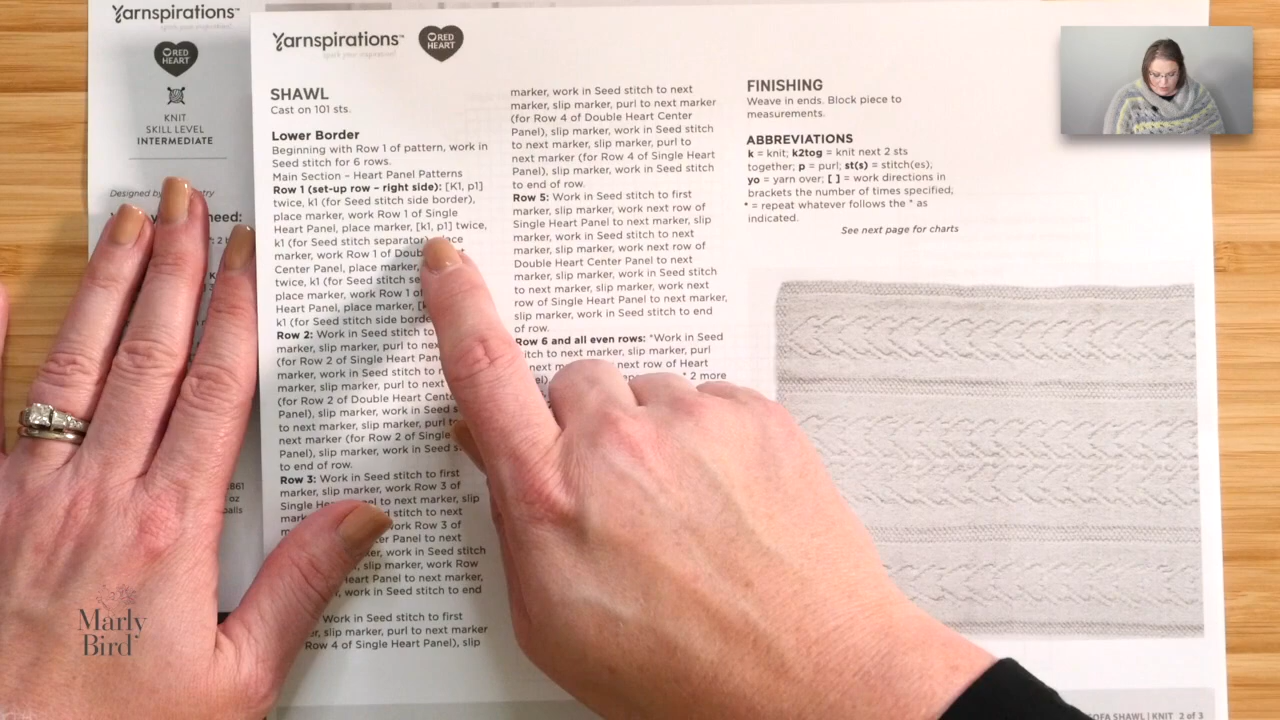 Yarnspirations™
spark your inspiration!
RED
HEART
KNIT
SKILL LEVEL
INTERMEDIATE
Designed by
need:
Yarnspirations™
spark your inspiration!
RED
HEART
SHAWL
Cast on 101 sts.
Lower Border
Beginning with Row 1 of pattern, work in
Seed stitch for 6 rows.
Main Section – Heart Panel Patterns
Row 1 (set-up row – right side): [K1, p1]
twice, k1 (for Seed stitch side border),
place marker, work Row 1 of Single
Heart Panel, place marker, [k1, p1] twice,
k1 (for Seed stitch separator)
marker, work Row 1 of
Center Panel, place marker,
twice, k1 (for Seed stitch
place marker, work Row 1
Heart Panel, place marker,
k1 (for Seed stitch side
Row 2: Work in Seed stitch to
marker, slip marker, purl to
(for Row 2 of Single Heart
marker, work in Seed stitch to
marker, slip marker, purl to
(for Row 2 of Double Heart
Panel), slip marker, work in Seed
to next marker, slip marker, purl
next marker (for Row 2 of Single
Panel), slip marker, work in Seed
to end of row.
Row 3: Work in Seed stitch to first
marker, slip marker, work Row 3 of
Single Panel to next marker, slip
stitch to next
Row 3 of
Panel to next
in Seed stitch
slip marker, work Row
Panel to next marker,
work in Seed stitch to end
Work in Seed stitch to first
slip marker, purl to next marker
Row 4 of Single Heart Panel), slip
marker, work in Seed stitch to next
marker, slip marker, purl to next marker
(for Row 4 of Double Heart Center
Panel), slip marker, work in Seed stitch
to next marker, slip marker, purl to
next marker (for Row 4 of Single Heart
Panel), slip marker, work in Seed stitch
to end of row.
Row 5: Work in Seed stitch to first
marker, slip marker, work next row of
Single Heart Panel to next marker, slip
marker, work in Seed stitch to next
marker, slip marker, work next row of
Double Heart Center Panel to next
marker, slip marker, work in Seed stitch
to next marker, slip marker, work next
row of Single Heart Panel to next marker,
slip marker, work in Seed stitch to end
of row.
Row 6 and all even rows: *Work in Seed
stitch to next marker, slip marker, purl
next row of Heart
* 2 more
FINISHING
Weave in ends. Block piece to
measurements.
ABBREVIATIONS
k = knit; k2tog = knit next 2 sts
together; p = purl; st(s) = stitch(es);
yo = yarn over; [ ] = work directions in
brackets the number of times specified;
* = repeat whatever follows the * as
indicated.
See next page for charts
Marly
Bird
SOFA SHAWL | KNIT 2 of 3